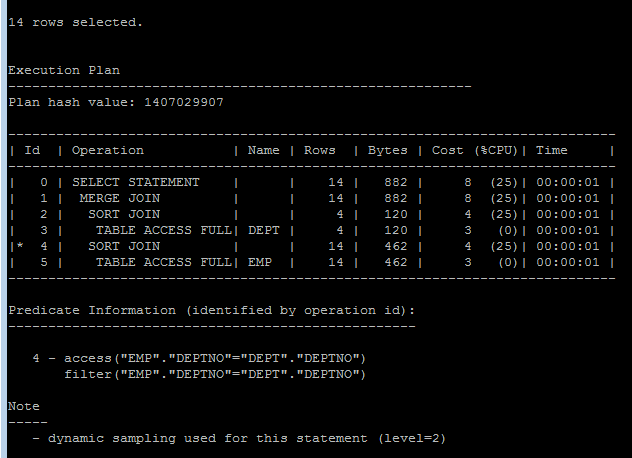 14 rows selected.
Execution Plan
----------------------------------------------------------
Plan hash value: 1407029907
----------------------------------------------------------------------------
| Id  | Operation           | Name | Rows  | Bytes | Cost (%CPU)| Time     |
----------------------------------------------------------------------------
|   0 | SELECT STATEMENT    |      |    14 |   882 |     8  (25)| 00:00:01 |
|   1 |  MERGE JOIN         |      |    14 |   882 |     8  (25)| 00:00:01 |
|   2 |   SORT JOIN         |      |     4 |   120 |     4  (25)| 00:00:01 |
|   3 |    TABLE ACCESS FULL| DEPT |     4 |   120 |     3   (0)| 00:00:01 |
|*  4 |   SORT JOIN         |      |    14 |   462 |     4  (25)| 00:00:01 |
|   5 |    TABLE ACCESS FULL| EMP  |    14 |   462 |     3   (0)| 00:00:01 |
----------------------------------------------------------------------------
Predicate Information (identified by operation id):
---------------------------------------------------
   4 - access("EMP"."DEPTNO"="DEPT"."DEPTNO")
       filter("EMP"."DEPTNO"="DEPT"."DEPTNO")
Note
-----
   - dynamic sampling used for this statement (level=2)